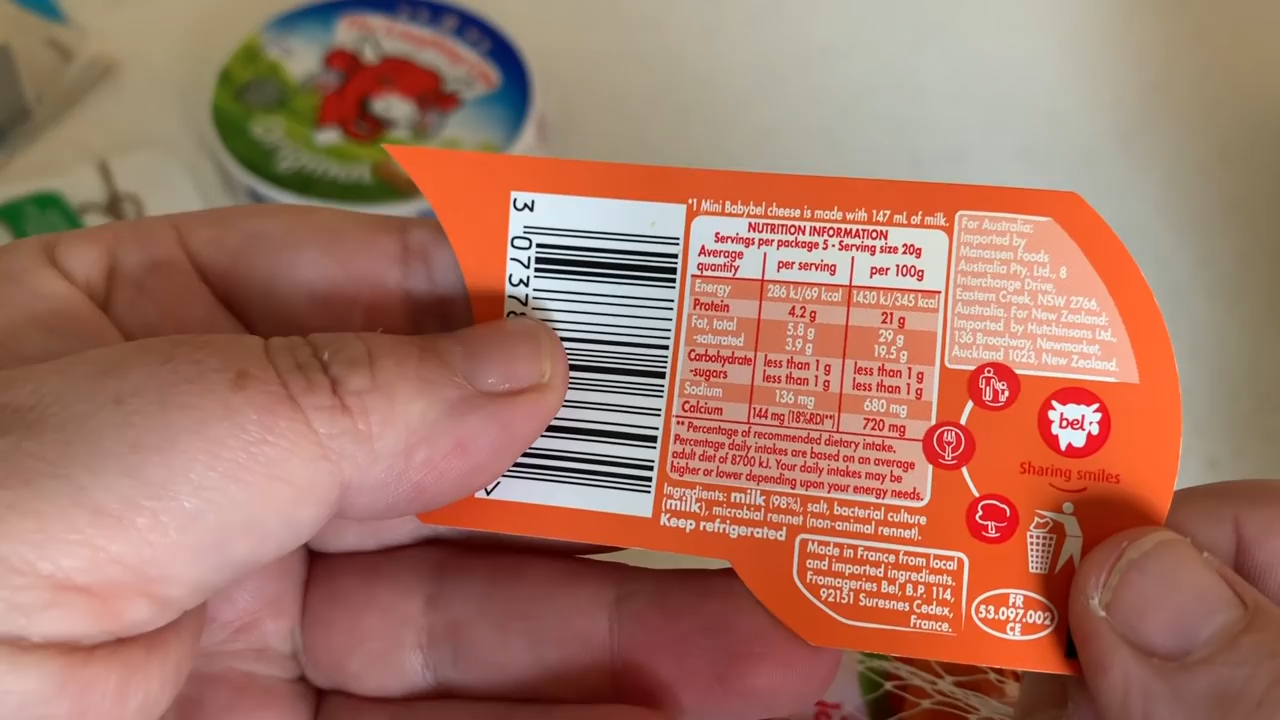 Original
3 07378
*1 Mini Babybel cheese is made with 147 mL of milk.
NUTRITION INFORMATION
Servings per package 5 - Serving size 20g
Average quantity per serving per 100g
Energy 286 kJ/69 kcal 1430 kJ/345 kcal
Protein 4.2 g 21 g
Fat, total 5.8 g 29 g
-saturated 3.9 g 19.5 g
Carbohydrate less than 1 g less than 1 g
-sugars less than 1 g less than 1 g
Sodium 136 mg 680 mg
Calcium 144 mg (18%RDI**) 720 mg
** Percentage of recommended dietary intake.
Percentage daily intakes are based on an average
adult diet of 8700 kJ. Your daily intakes may be
higher or lower depending upon your energy needs.
Ingredients: milk (98%), salt, bacterial culture
(milk), microbial rennet (non-animal rennet).
Keep refrigerated
For Australia:
Imported by
Manassen Foods
Australia Pty. Ltd., 8
Interchange Drive,
Eastern Creek, NSW 2766,
Australia. For New Zealand:
Imported by Hutchinsons Ltd.,
136 Broadway, Newmarket,
Auckland 1023, New Zealand.
bel
Sharing smiles
Made in France from local
and imported ingredients.
Fromageries Bel, B.P. 114,
92151 Suresnes Cedex,
France.
FR
53.097.002
CE